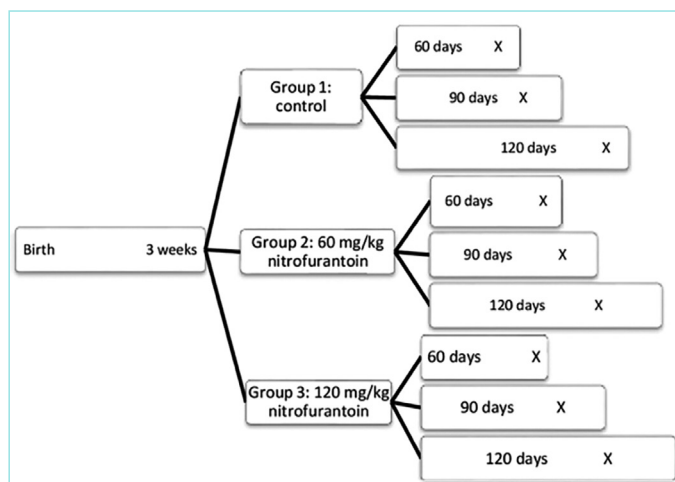 60 days X
Group 1:
control
90 days X
120 days X
60 days X
Birth 3 weeks
Group 2: 60 mg/kg
nitrofurantoin
90 days X
120 days X
60 days X
Group 3: 120 mg/kg
nitrofurantoin
90 days X
120 days X